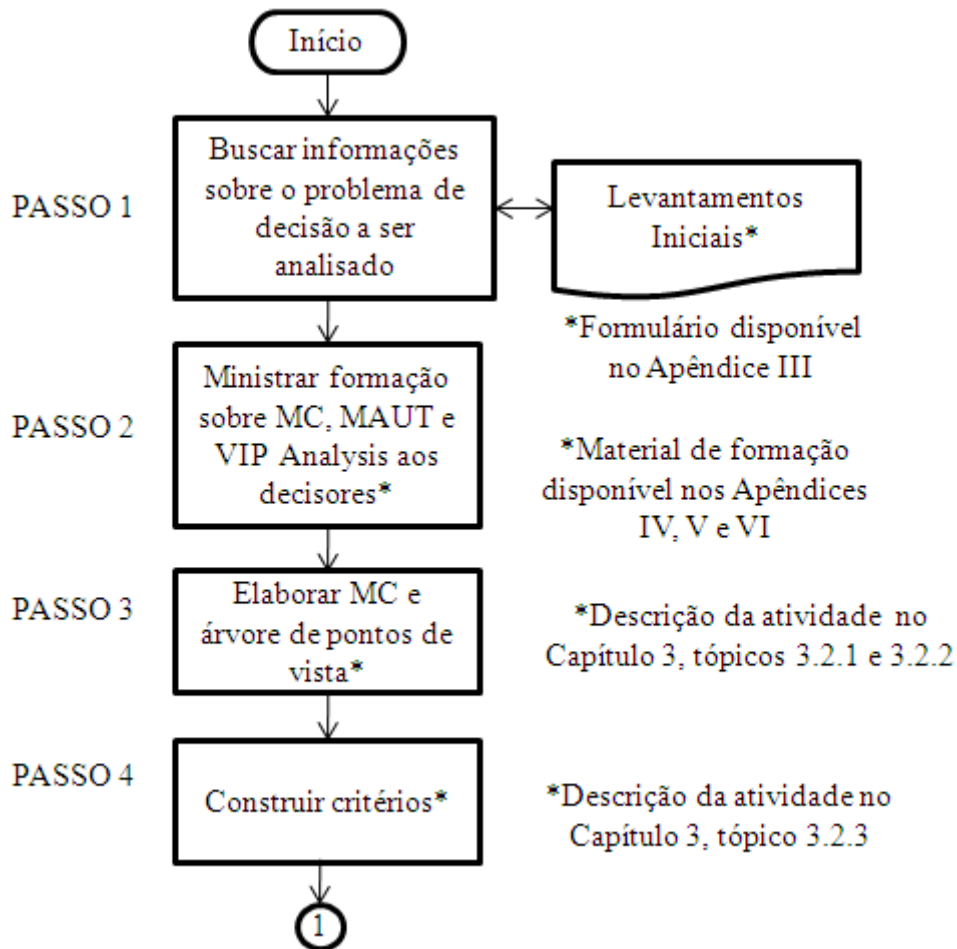 Início
PASSO 1
Buscar informações
sobre o problema de
decisão a ser
analisado
Levantamentos
Iniciais*
*Formulário disponível
no Apêndice III
PASSO 2
Ministrar formação
sobre MC, MAUT e
VIP Analysis aos
decisores*
*Material de formação
disponível nos Apêndices
IV, V e VI
PASSO 3
Elaborar MC e
árvore de pontos de
vista*
*Descrição da atividade no
Capítulo 3, tópicos 3.2.1 e 3.2.2
PASSO 4
Construir critérios*
*Descrição da atividade no
Capítulo 3, tópico 3.2.3
1